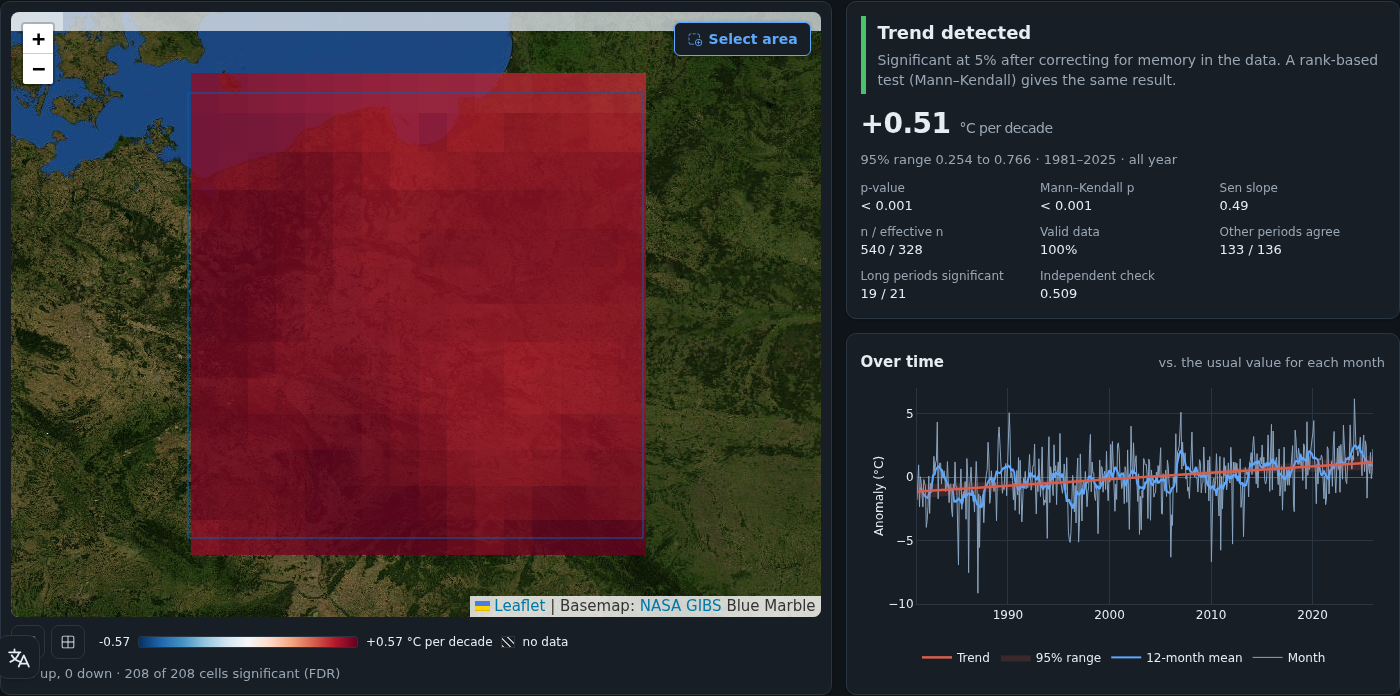 +
−
Select area
Leaflet | Basemap: NASA GIBS Blue Marble
-0.57
+0.57 °C per decade
no data
up, 0 down · 208 of 208 cells significant (FDR)
Trend detected
Significant at 5% after correcting for memory in the data. A rank-based
test (Mann–Kendall) gives the same result.
+0.51 °C per decade
95% range 0.254 to 0.766 · 1981–2025 · all year
p-value
< 0.001
Mann–Kendall p
< 0.001
Sen slope
0.49
n / effective n
540 / 328
Valid data
100%
Other periods agree
133 / 136
Long periods significant
19 / 21
Independent check
0.509
Over time
vs. the usual value for each month
Anomaly (°C)
5
0
−5
−10
1990
2000
2010
2020
Trend
95% range
12-month mean
Month